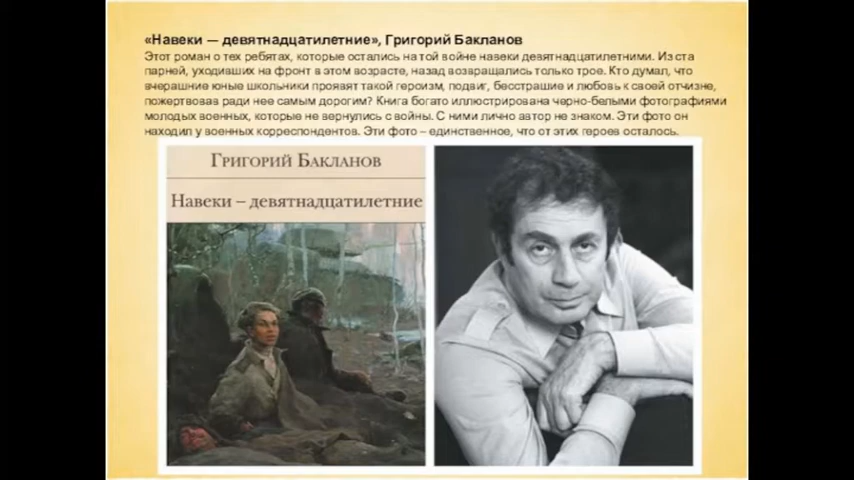 «Навеки — девятнадцатилетние», Григорий Бакланов
Этот роман о тех ребятах, которые остались на той войне навеки девятнадцатилетними. Из ста
парней, уходивших на фронт в этом возрасте, назад возвращались только трое. Кто думал, что
вчерашние юные школьники проявят такой героизм, подвиг, бесстрашие и любовь к своей отчизне,
пожертвовав ради нее самым дорогим? Книга богато иллюстрирована черно-белыми фотографиями
молодых военных, которые не вернулись с войны. С ними лично автор не знаком. Эти фото он
находил у военных корреспондентов. Эти фото – единственное, что от этих героев осталось.
Григорий Бакланов
Навеки – девятнадцатилетние